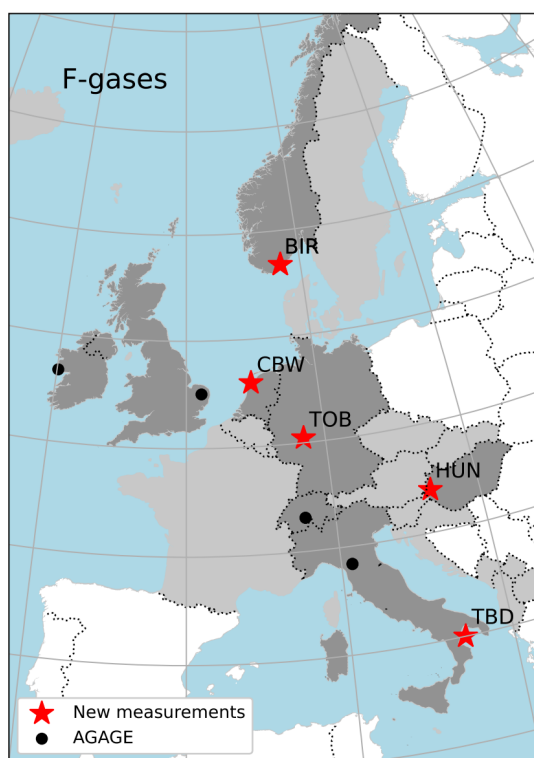 F-gases
BIR
CBW
TOB
HUN
TBD
New measurements
AGAGE